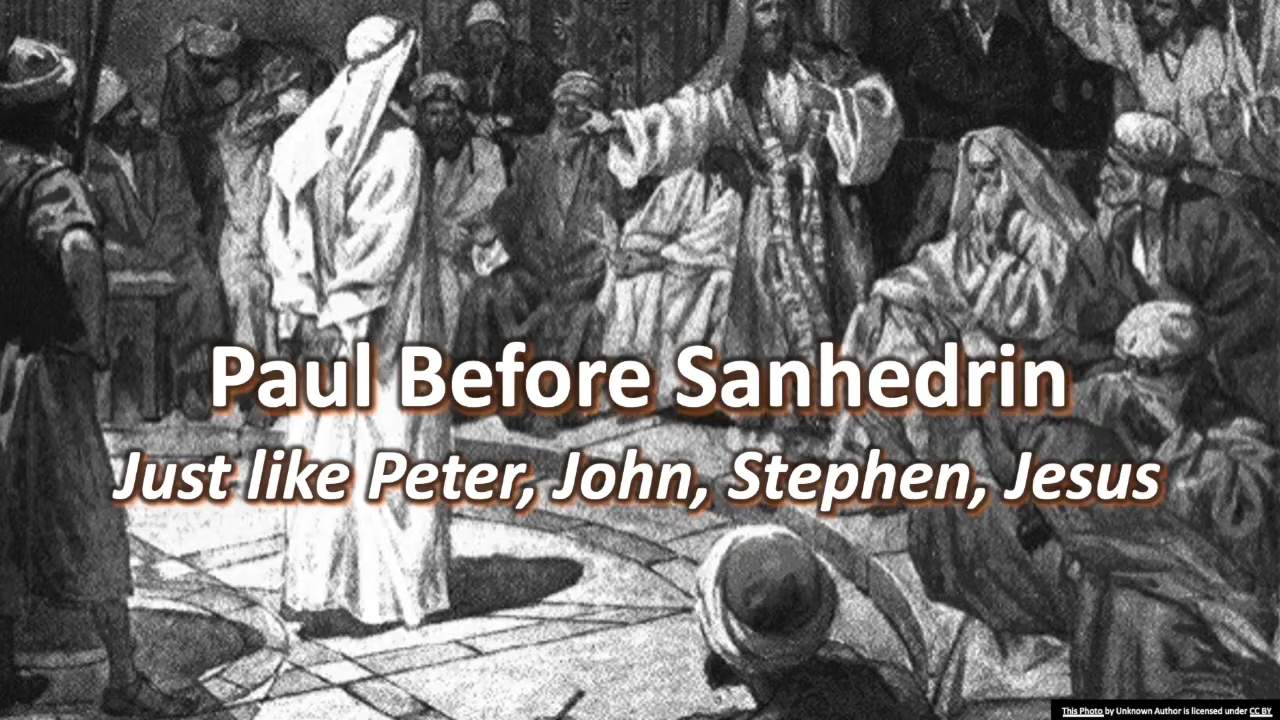 Paul Before Sanhedrin
Just like Peter, John, Stephen, Jesus
This Photo by Unknown Author is licensed under CC BY